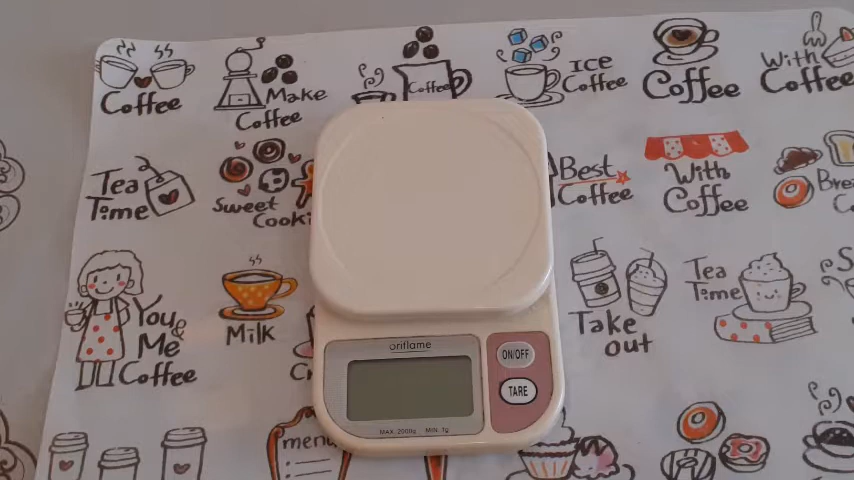 Coffee
Make
Coffee
Coffee
ICE
Coffee
Coffee
With
Coffee
Tea
Time
Sweet
Best
Coffee
With
Coffee
You &
Me
Coffee
Milk
Take
out
Tea
Time
oriflame
ON/OFF
TARE
MAX:2000g MIN:1g
menu